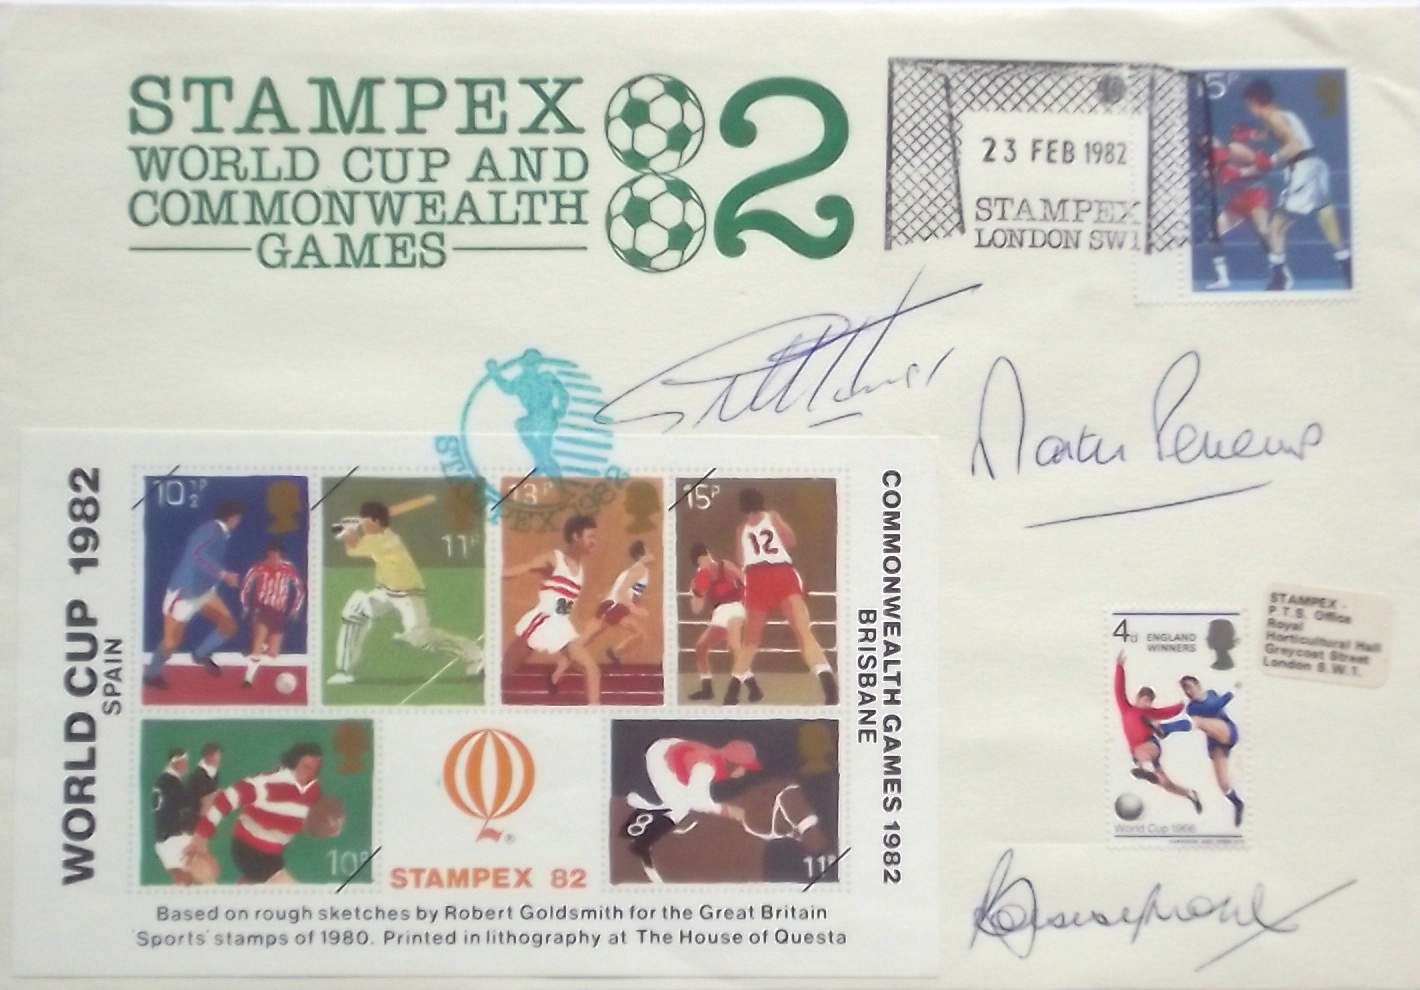 STAMPEX 82
WORLD CUP AND
COMMONWEALTH
GAMES
23 FEB 1982
STAMPEX
LONDON SW1
15P
Martin Peters
WORLD CUP 1982
SPAIN
STAMPEX 1982
10½P
11P
13P
15P
12
COMMONWEALTH GAMES 1982
BRISBANE
10P
8
11P
STAMPEX 82
Based on rough sketches by Robert Goldsmith for the Great Britain
'Sports' stamps of 1980. Printed in lithography at The House of Questa
4d ENGLAND
WINNERS
World Cup 1966
STAMPEX -
P.T.S. Office
Royal
Horticultural Hall
Greycoat Street
London S.W.1.